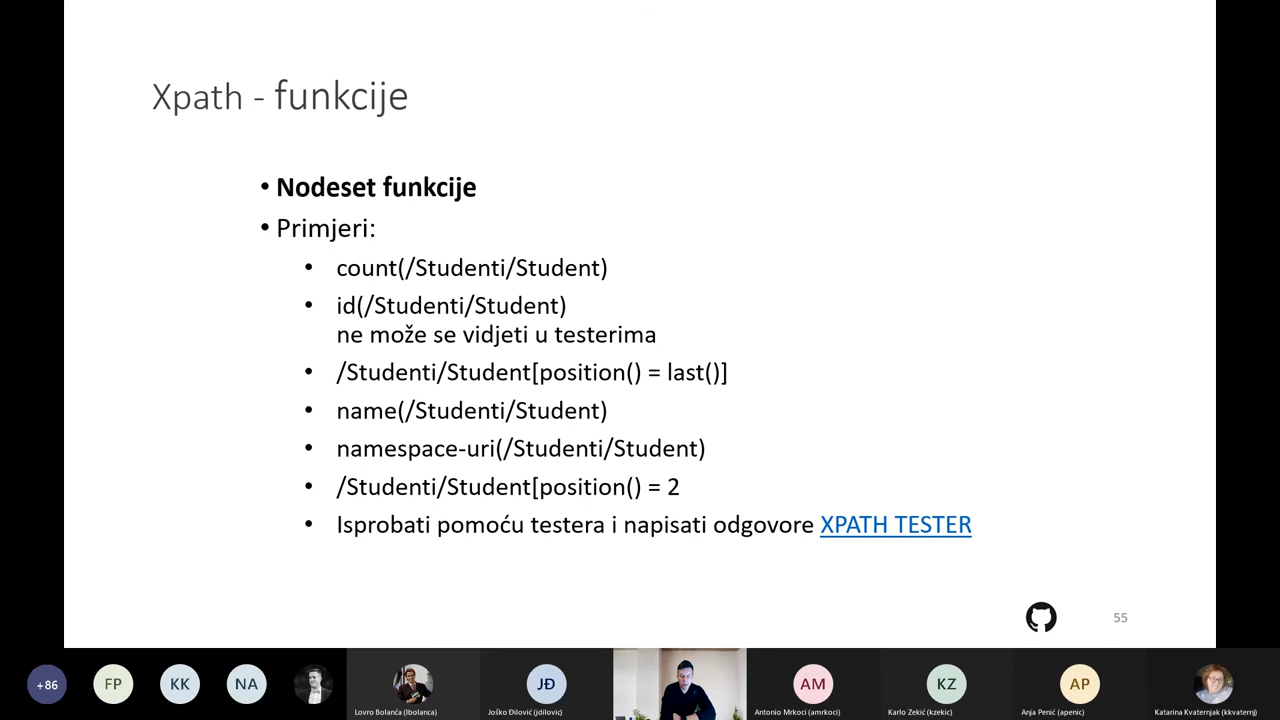 Xpath - funkcije
• Nodeset funkcije
• Primjeri:
• count(/Studenti/Student)
• id(/Studenti/Student)
ne može se vidjeti u testerima
• /Studenti/Student[position() = last()]
• name(/Studenti/Student)
• namespace-uri(/Studenti/Student)
• /Studenti/Student[position() = 2
• Isprobati pomoću testera i napisati odgovore XPATH TESTER
55
+86 FP KK NA JĐ AM KZ AP
Lovro Bolanča (lbolanca) Joško Đilović (jdilovic) Antonio Mrkoci (amrkoci) Karlo Zekić (kzekic) Anja Penić (apenic) Katarina Kvaternjak (kkvaternj)